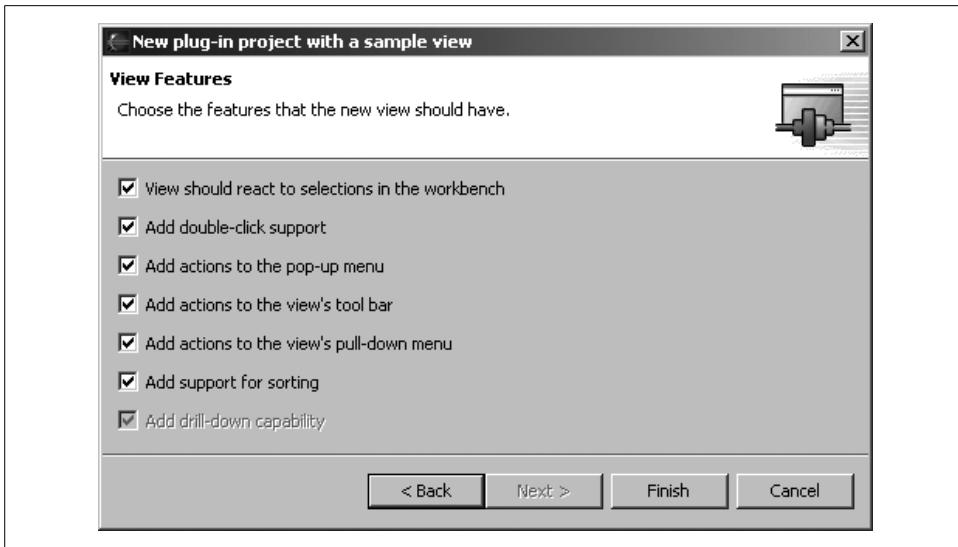 New plug-in project with a sample view
View Features
Choose the features that the new view should have.
View should react to selections in the workbench
Add double-click support
Add actions to the pop-up menu
Add actions to the view's tool bar
Add actions to the view's pull-down menu
Add support for sorting
Add drill-down capability
< Back Next > Finish Cancel